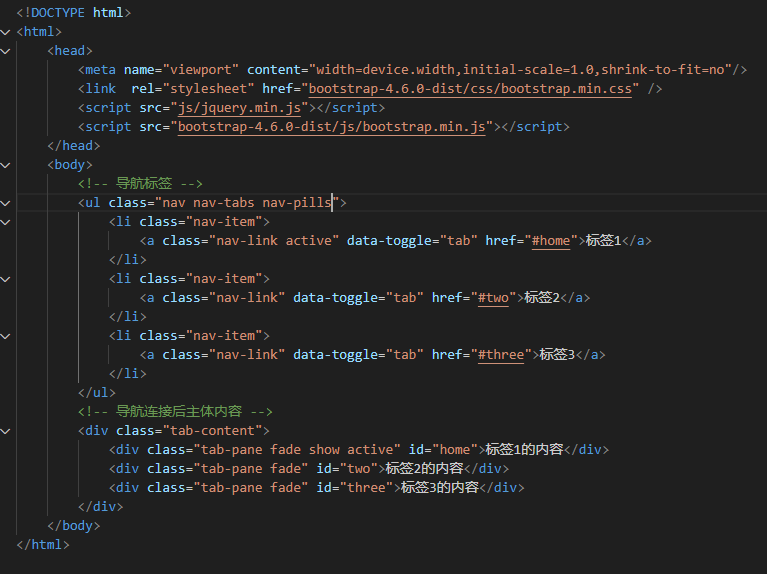 <!DOCTYPE html>
<html>
<head>
<meta name="viewport" content="width=device.width,initial-scale=1.0,shrink-to-fit=no"/>
<link  rel="stylesheet" href="bootstrap-4.6.0-dist/css/bootstrap.min.css" />
<script src="js/jquery.min.js"></script>
<script src="bootstrap-4.6.0-dist/js/bootstrap.min.js"></script>
</head>
<body>
<!-- 导航标签 -->
<ul class="nav nav-tabs nav-pills">
<li class="nav-item">
<a class="nav-link active" data-toggle="tab" href="#home">标签1</a>
</li>
<li class="nav-item">
<a class="nav-link" data-toggle="tab" href="#two">标签2</a>
</li>
<li class="nav-item">
<a class="nav-link" data-toggle="tab" href="#three">标签3</a>
</li>
</ul>
<!-- 导航连接后主体内容 -->
<div class="tab-content">
<div class="tab-pane fade show active" id="home">标签1的内容</div>
<div class="tab-pane fade" id="two">标签2的内容</div>
<div class="tab-pane fade" id="three">标签3的内容</div>
</div>
</body>
</html>